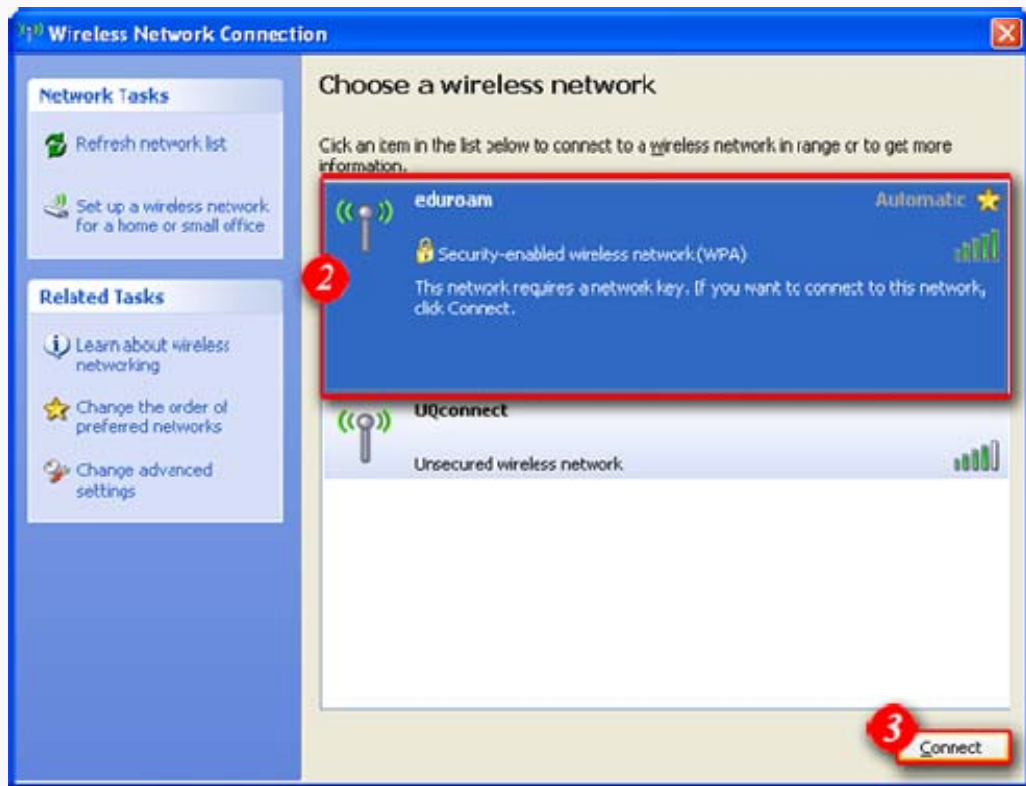 Wireless Network Connection
Network Tasks
Refresh network list
Set up a wireless network
for a home or small office
Related Tasks
Learn about wireless
networking
Change the order of
preferred networks
Change advanced
settings
Choose a wireless network
Click an item in the list below to connect to a wireless network in range or to get more
information.
eduroam
Automatic
Security-enabled wireless network (WPA)
This network requires a network key. If you want to connect to this network,
click Connect.
2
UQconnect
Unsecured wireless network
3
Connect